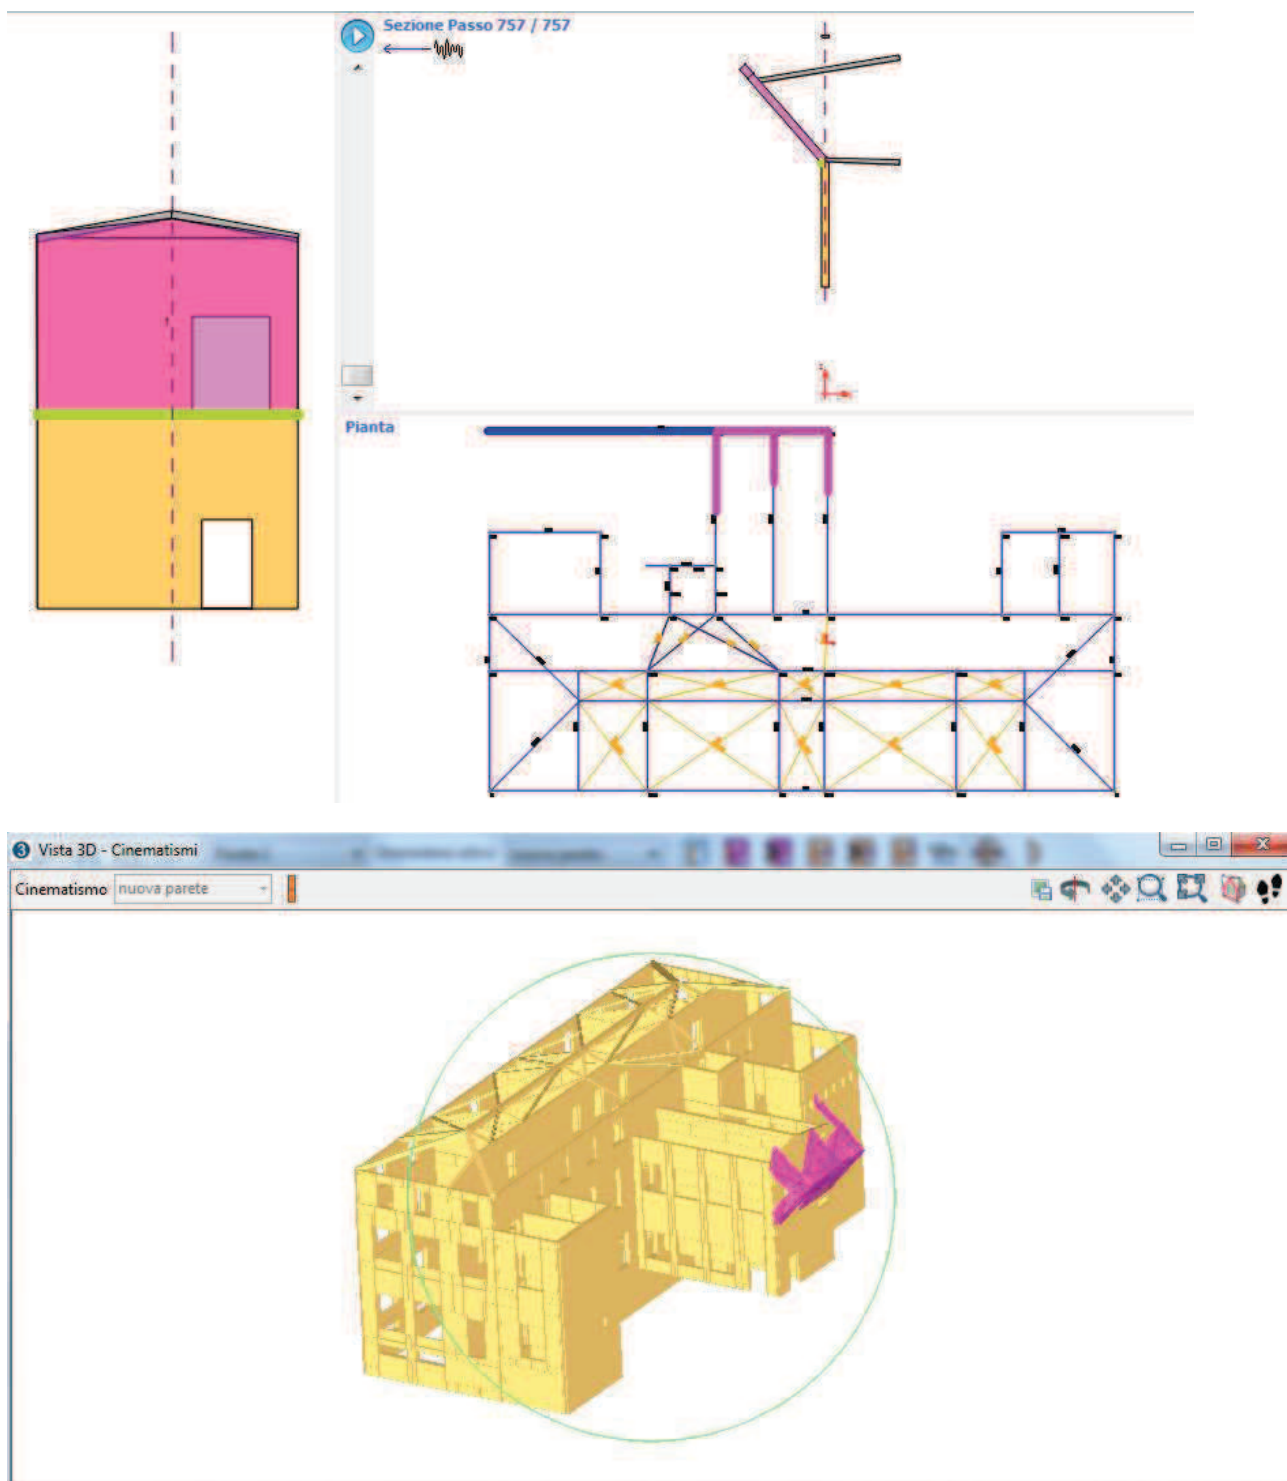 Sezione Passo 757 / 757
Pianta
Vista 3D - Cinematismi
Cinematismo nuova parete